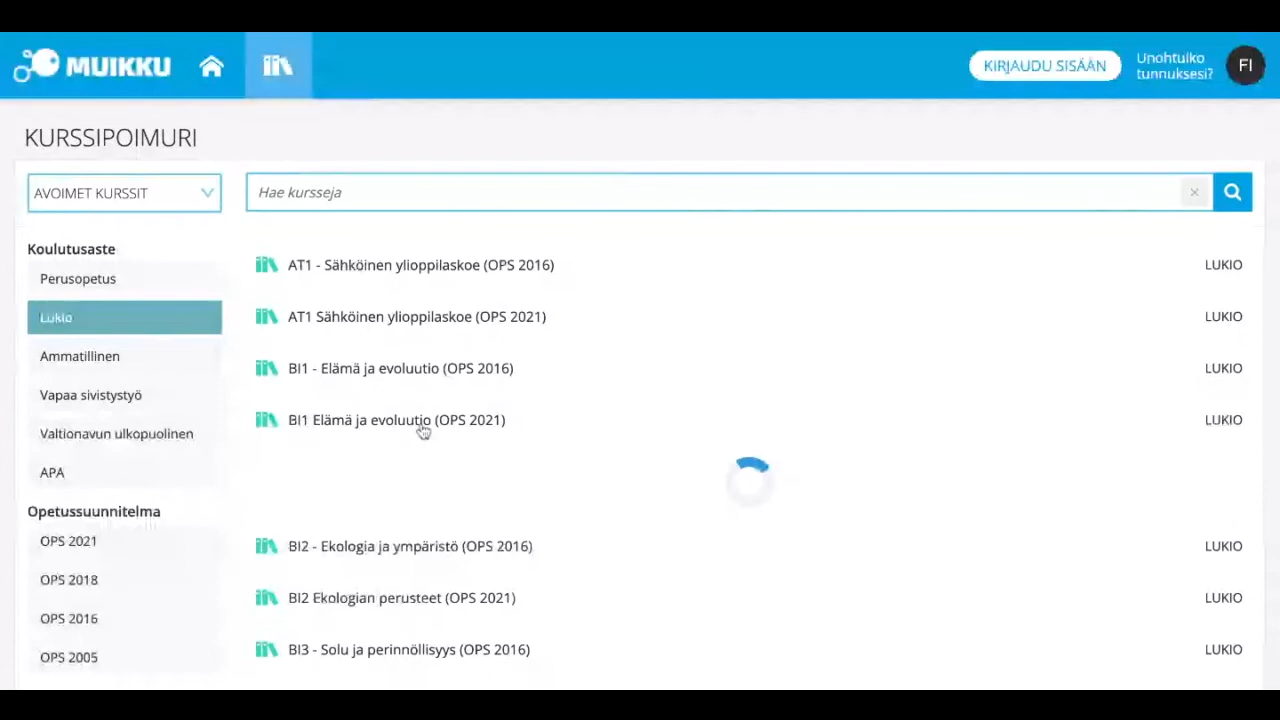 MUIKKU
KIRJAUDU SISÄÄN
Unohtuiko
tunnuksesi?
FI
KURSSIPOIMURI
AVOIMET KURSSIT
Hae kursseja
Koulutusaste
Perusopetus
Lukio
Ammatillinen
Vapaa sivistystyö
Valtionavun ulkopuolinen
APA
Opetussuunnitelma
OPS 2021
OPS 2018
OPS 2016
OPS 2005
AT1 - Sähköinen ylioppilaskoe (OPS 2016) LUKIO
AT1 Sähköinen ylioppilaskoe (OPS 2021) LUKIO
BI1 - Elämä ja evoluutio (OPS 2016) LUKIO
BI1 Elämä ja evoluutio (OPS 2021) LUKIO
BI2 - Ekologia ja ympäristö (OPS 2016) LUKIO
BI2 Ekologian perusteet (OPS 2021) LUKIO
BI3 - Solu ja perinnöllisyys (OPS 2016) LUKIO